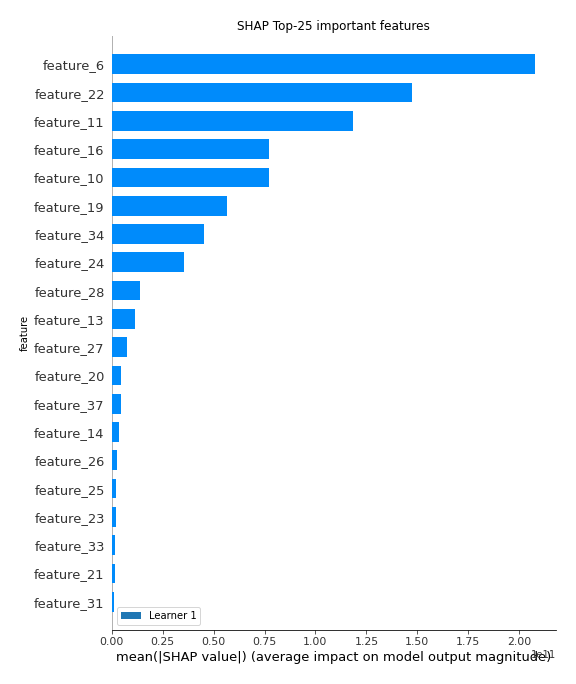 SHAP Top-25 important features
feature_6
feature_22
feature_11
feature_16
feature_10
feature_19
feature_34
feature_24
feature_28
feature_13
feature
feature_27
feature_20
feature_37
feature_14
feature_26
feature_25
feature_23
feature_33
feature_21
feature_31
Learner 1
0.00 0.25 0.50 0.75 1.00 1.25 1.50 1.75 2.00
1e11
mean(|SHAP value|) (average impact on model output magnitude)